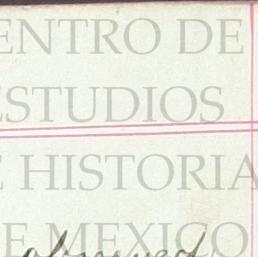 ENTRO DE
ESTUDIOS
E HISTORIA
E MEXICO